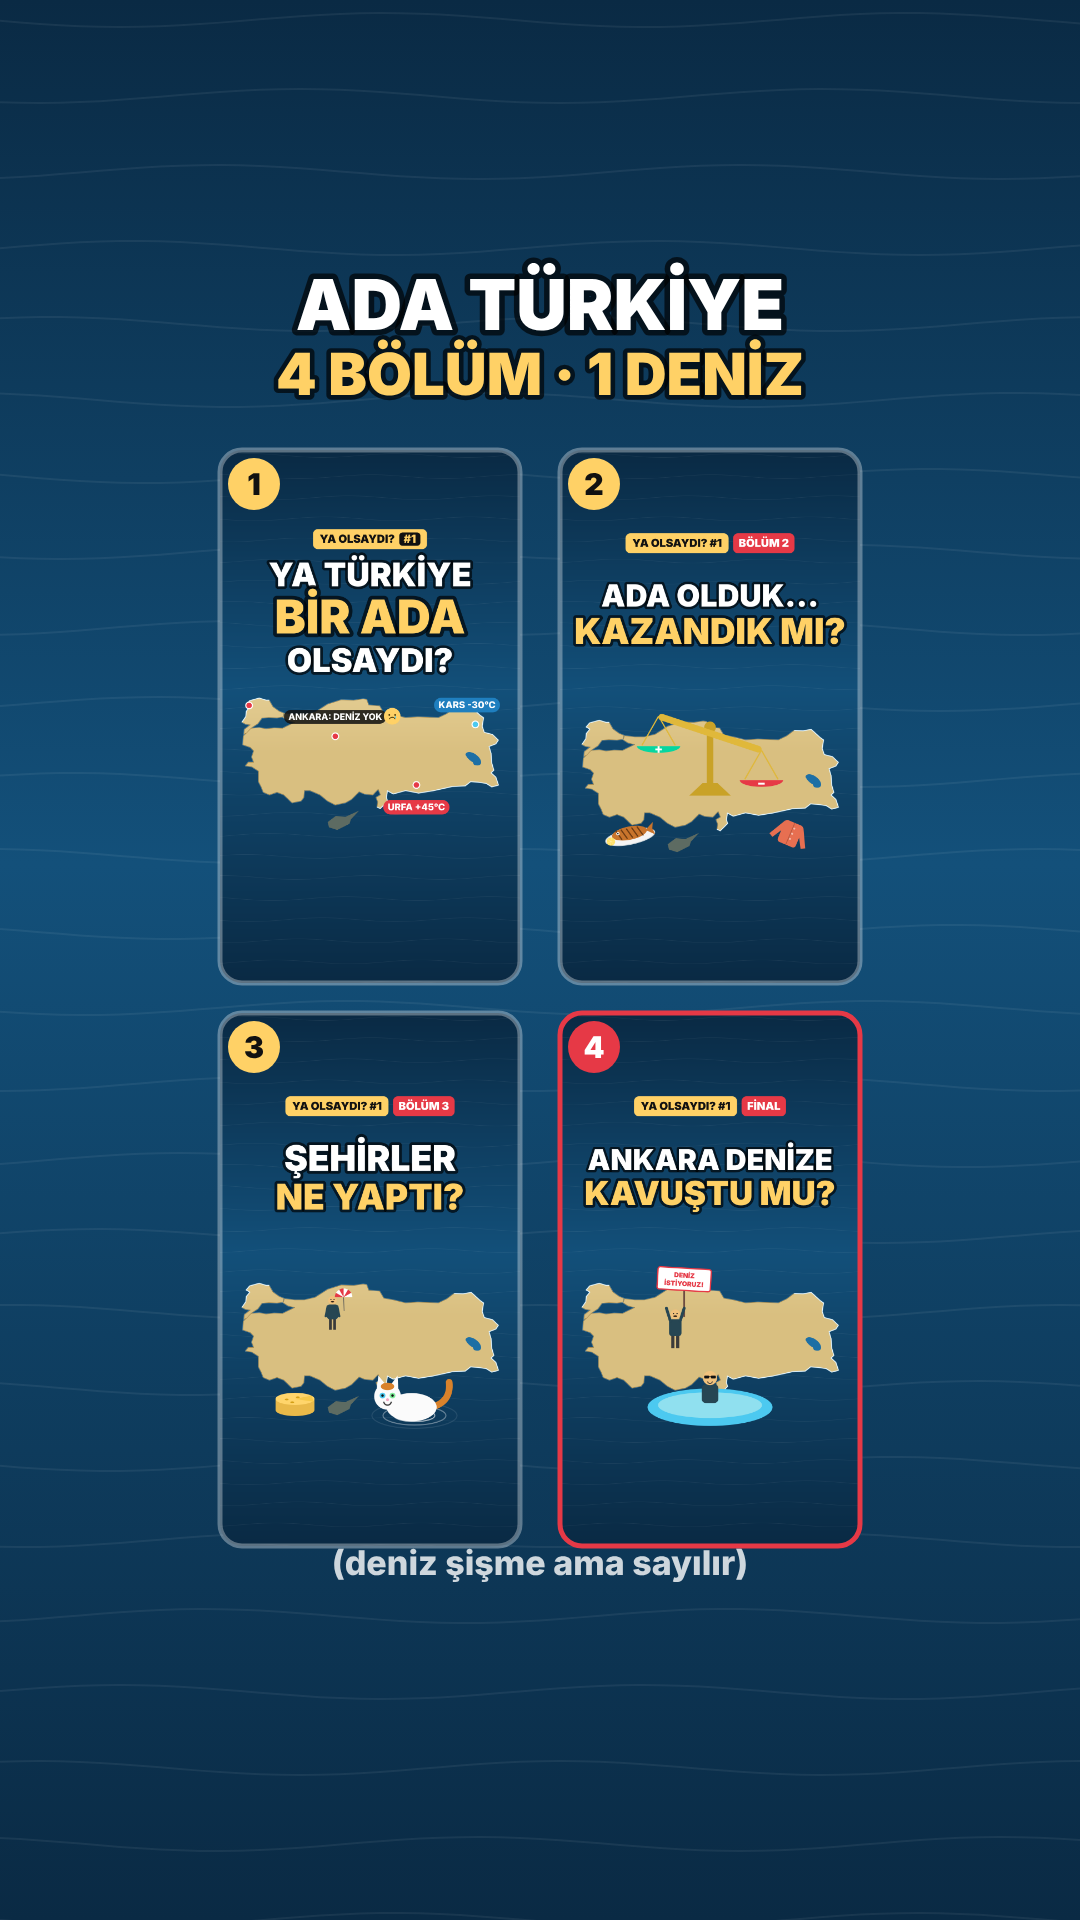 ADA TÜRKİYE
4 BÖLÜM · 1 DENİZ
1
YA OLSAYDI? #1
YA TÜRKİYE
BİR ADA
OLSAYDI?
ANKARA: DENİZ YOK
KARS -30°C
URFA +45°C
2
YA OLSAYDI? #1 BÖLÜM 2
ADA OLDUK...
KAZANDIK MI?
3
YA OLSAYDI? #1 BÖLÜM 3
ŞEHİRLER
NE YAPTI?
4
YA OLSAYDI? #1 FİNAL
ANKARA DENİZE
KAVUŞTU MU?
DENİZ
İSTİYORUZ!
(deniz şişme ama sayılır)